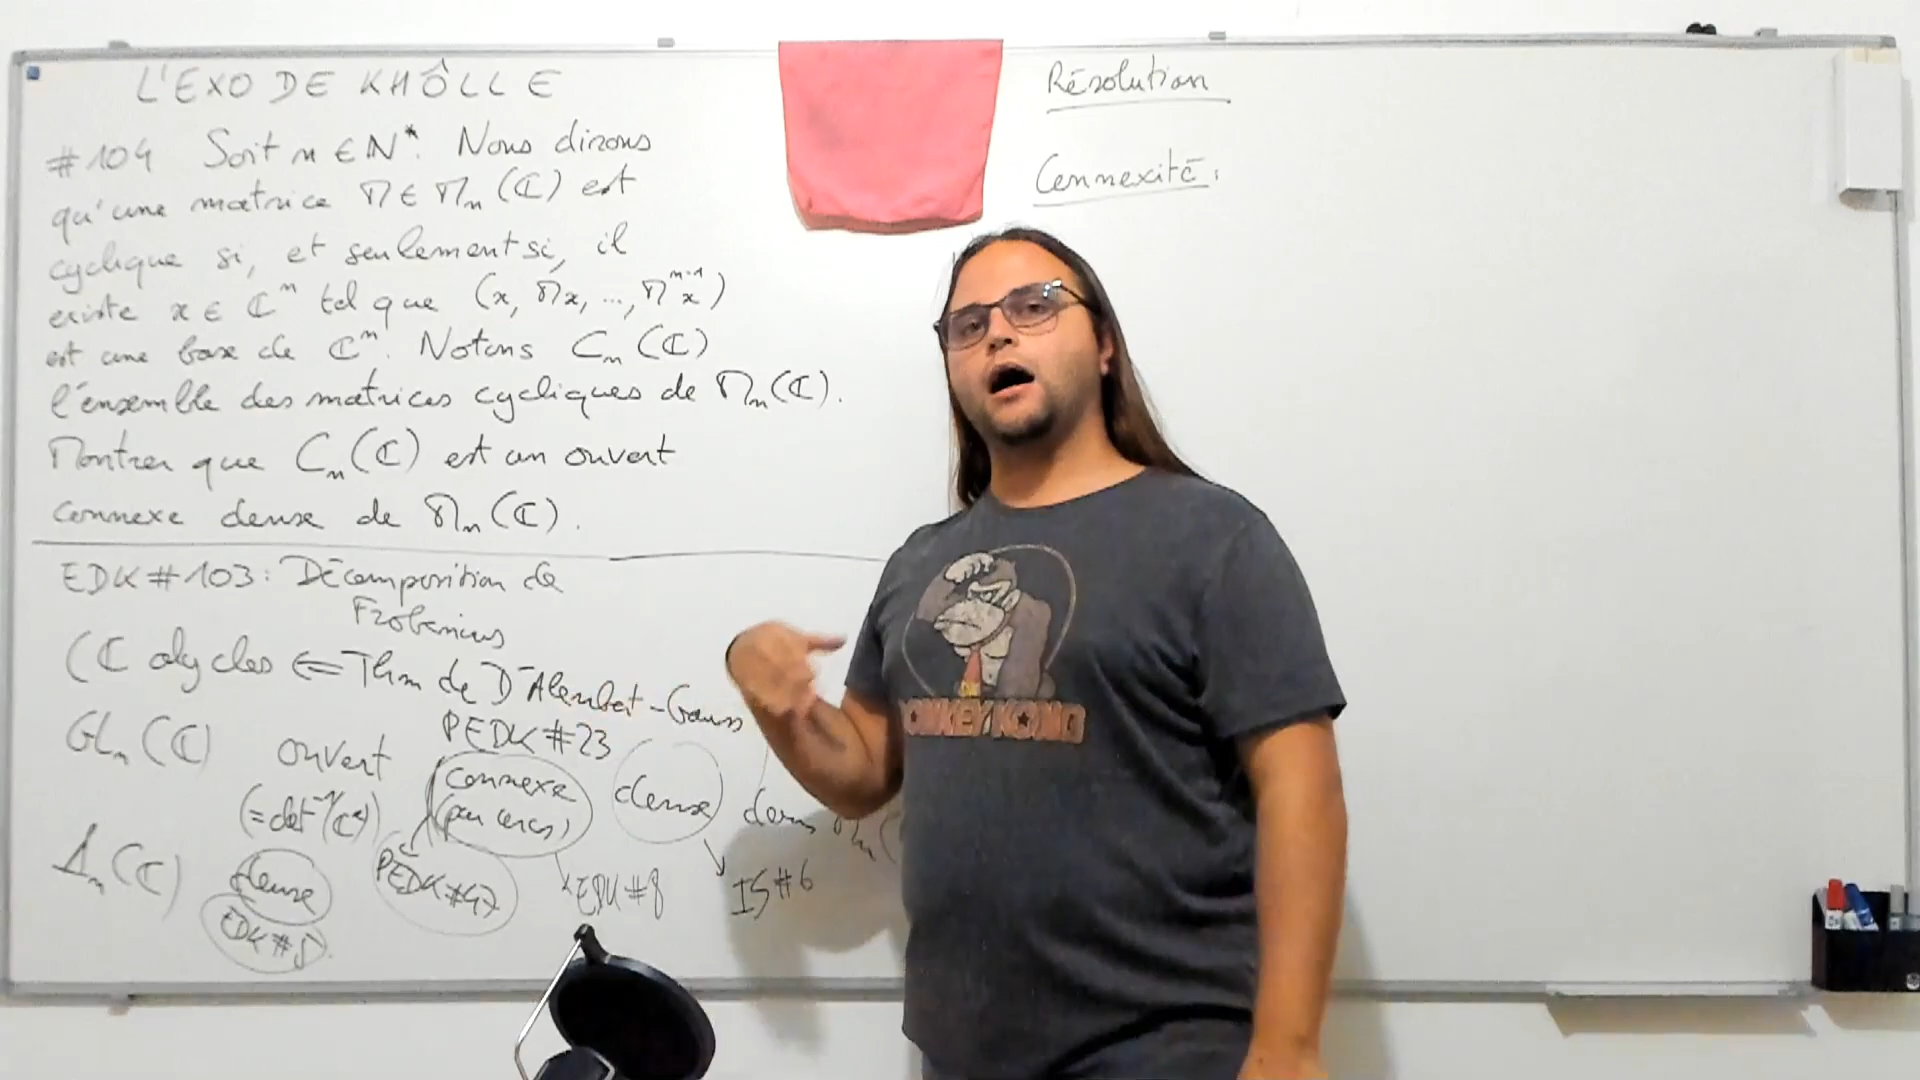 L'EXO DE KHÔLLE
#104 Soit n ∈ ℕ*. Nous dirons
qu'une matrice M ∈ Mn(ℂ) est
cyclique si, et seulement si, il
existe x ∈ ℂⁿ tel que (x, Mx, ..., Mⁿ⁻¹x)
est une base de ℂⁿ. Notons Cn(ℂ)
l'ensemble des matrices cycliques de Mn(ℂ).
Montrer que Cn(ℂ) est un ouvert
connexe dense de Mn(ℂ).
EDK #103: Décomposition de
Frobenius
(ℂ alg clos ⇐ Thm de D'Alembert-Gauss
PEDK #23
GLn(ℂ) ouvert connexe dense dans Mn(
(= det⁻¹(ℂ*)) (par arcs)
Δn(ℂ) dense PEDK #47 EDK #8 IS #6
EDK #5
Résolution
Connexité:
DONKEY KONG